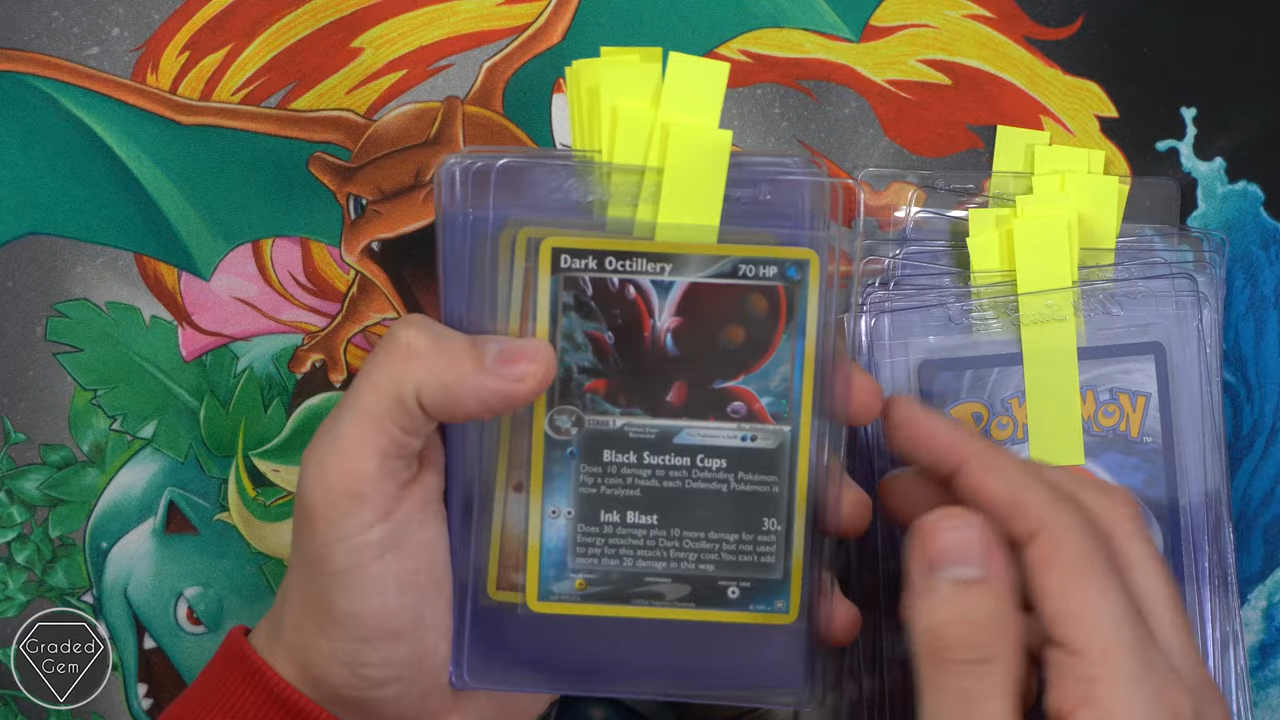 Dark Octillery 70 HP
STAGE 1
Black Suction Cups
Does 10 damage to each Defending Pokémon.
Flip a coin. If heads, each Defending Pokémon is
now Paralyzed.
Ink Blast 30+
Does 30 damage plus 10 more damage for each
Energy attached to Dark Octillery but not used
to pay for this attack's Energy cost. You can't add
more than 20 damage in this way.
POKéMON
TM
Graded
Gem